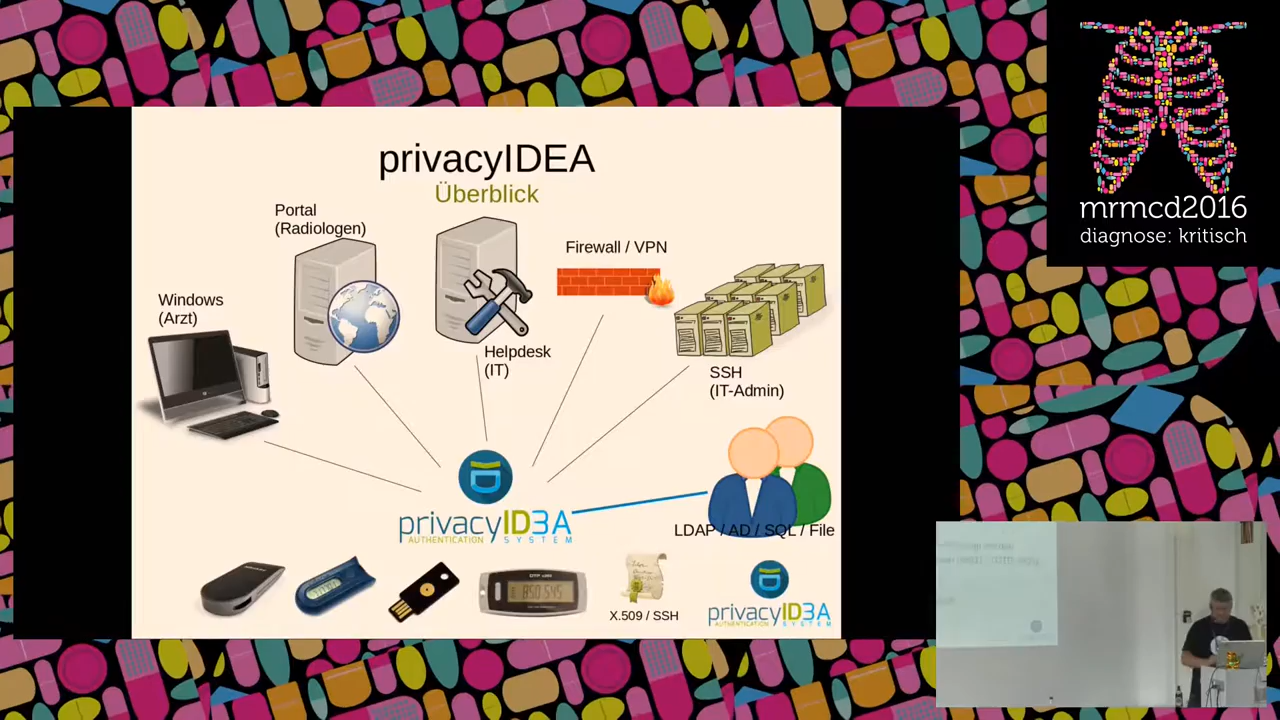 privacyIDEA
Überblick
Portal
(Radiologen)
Firewall / VPN
Windows
(Arzt)
Helpdesk
(IT)
SSH
(IT-Admin)
privacyID3A
AUTHENTICATION SYSTEM
LDAP / AD / SQL / File
X.509 / SSH
privacyID3A
AUTHENTICATION SYSTEM
mrmcd2016
diagnose: kritisch